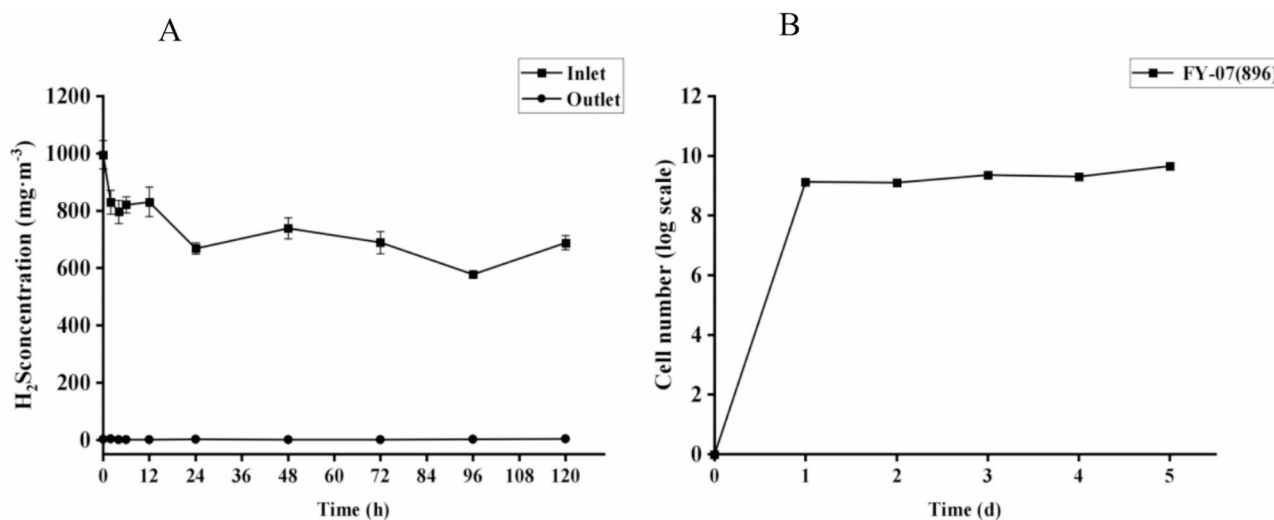 A
Inlet
Outlet
H₂Sconcentration (mg·m⁻³)
1200
1000
800
600
400
200
0
0 12 24 36 48 60 72 84 96 108 120
Time (h)
B
FY-07(896)
Cell number (log scale)
12
10
8
6
4
2
0
0 1 2 3 4 5
Time (d)